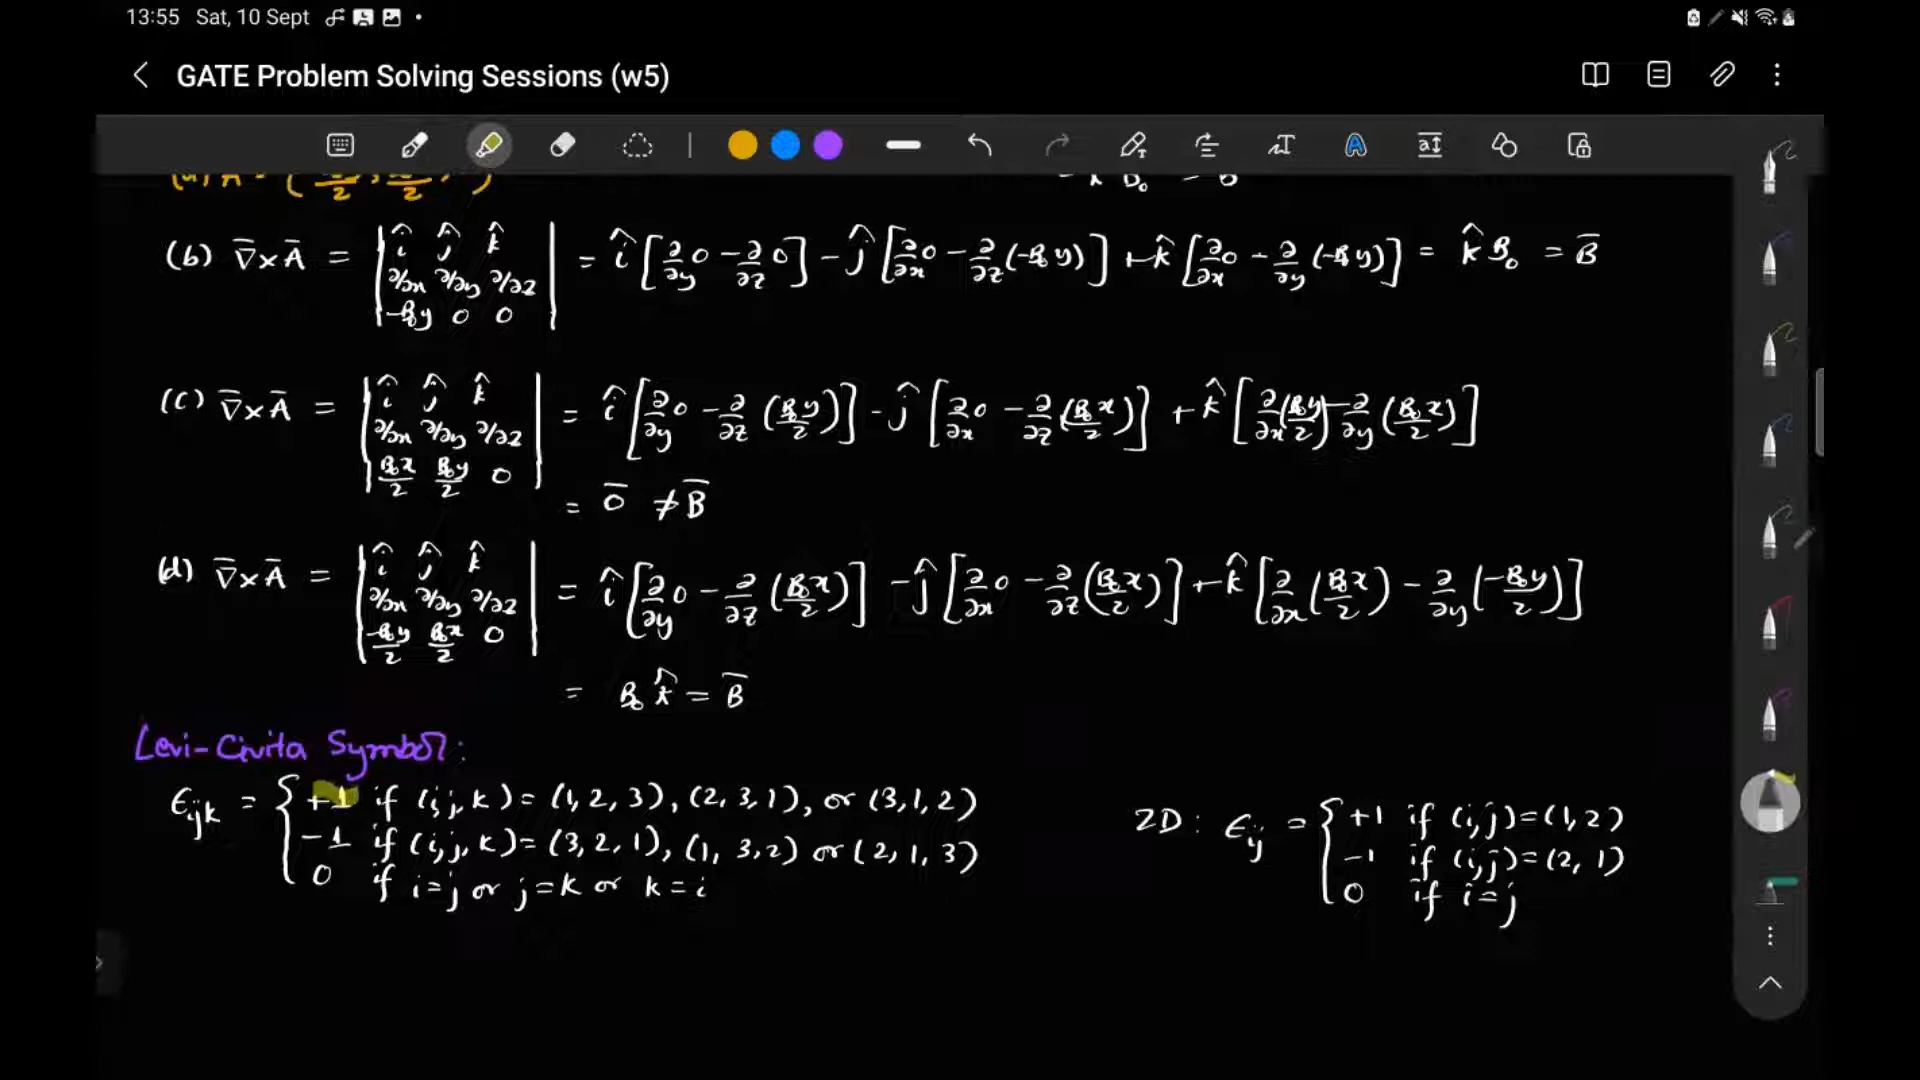 13:55 Sat, 10 Sept
GATE Problem Solving Sessions (w5)
(b) ∇̄×Ā = |î ĵ k̂; ∂/∂x ∂/∂y ∂/∂z; -B₀y 0 0| = î[∂/∂y 0 - ∂/∂z 0] - ĵ[∂/∂x 0 - ∂/∂z(-B₀y)] + k̂[∂/∂x 0 - ∂/∂y(-B₀y)] = k̂ B₀ = B̄
(c) ∇̄×Ā = |î ĵ k̂; ∂/∂x ∂/∂y ∂/∂z; B₀x/2 B₀y/2 0| = î[∂/∂y 0 - ∂/∂z(B₀y/2)] - ĵ[∂/∂x 0 - ∂/∂z(B₀x/2)] + k̂[∂/∂x(B₀y/2) - ∂/∂y(B₀x/2)]
= 0̄ ≠ B̄
(d) ∇̄×Ā = |î ĵ k̂; ∂/∂x ∂/∂y ∂/∂z; -B₀y/2 B₀x/2 0| = î[∂/∂y 0 - ∂/∂z(B₀x/2)] - ĵ[∂/∂x 0 - ∂/∂z(B₀x/2)] + k̂[∂/∂x(B₀x/2) - ∂/∂y(-B₀y/2)]
= B₀ k̂ = B̄
Levi-Civita Symbol:
ϵijk = { +1 if (i,j,k) = (1,2,3), (2,3,1), or (3,1,2)
-1 if (i,j,k) = (3,2,1), (1,3,2) or (2,1,3)
0 if i=j or j=k or k=i
2D: ϵij = { +1 if (i,j)=(1,2)
-1 if (i,j)=(2,1)
0 if i=j